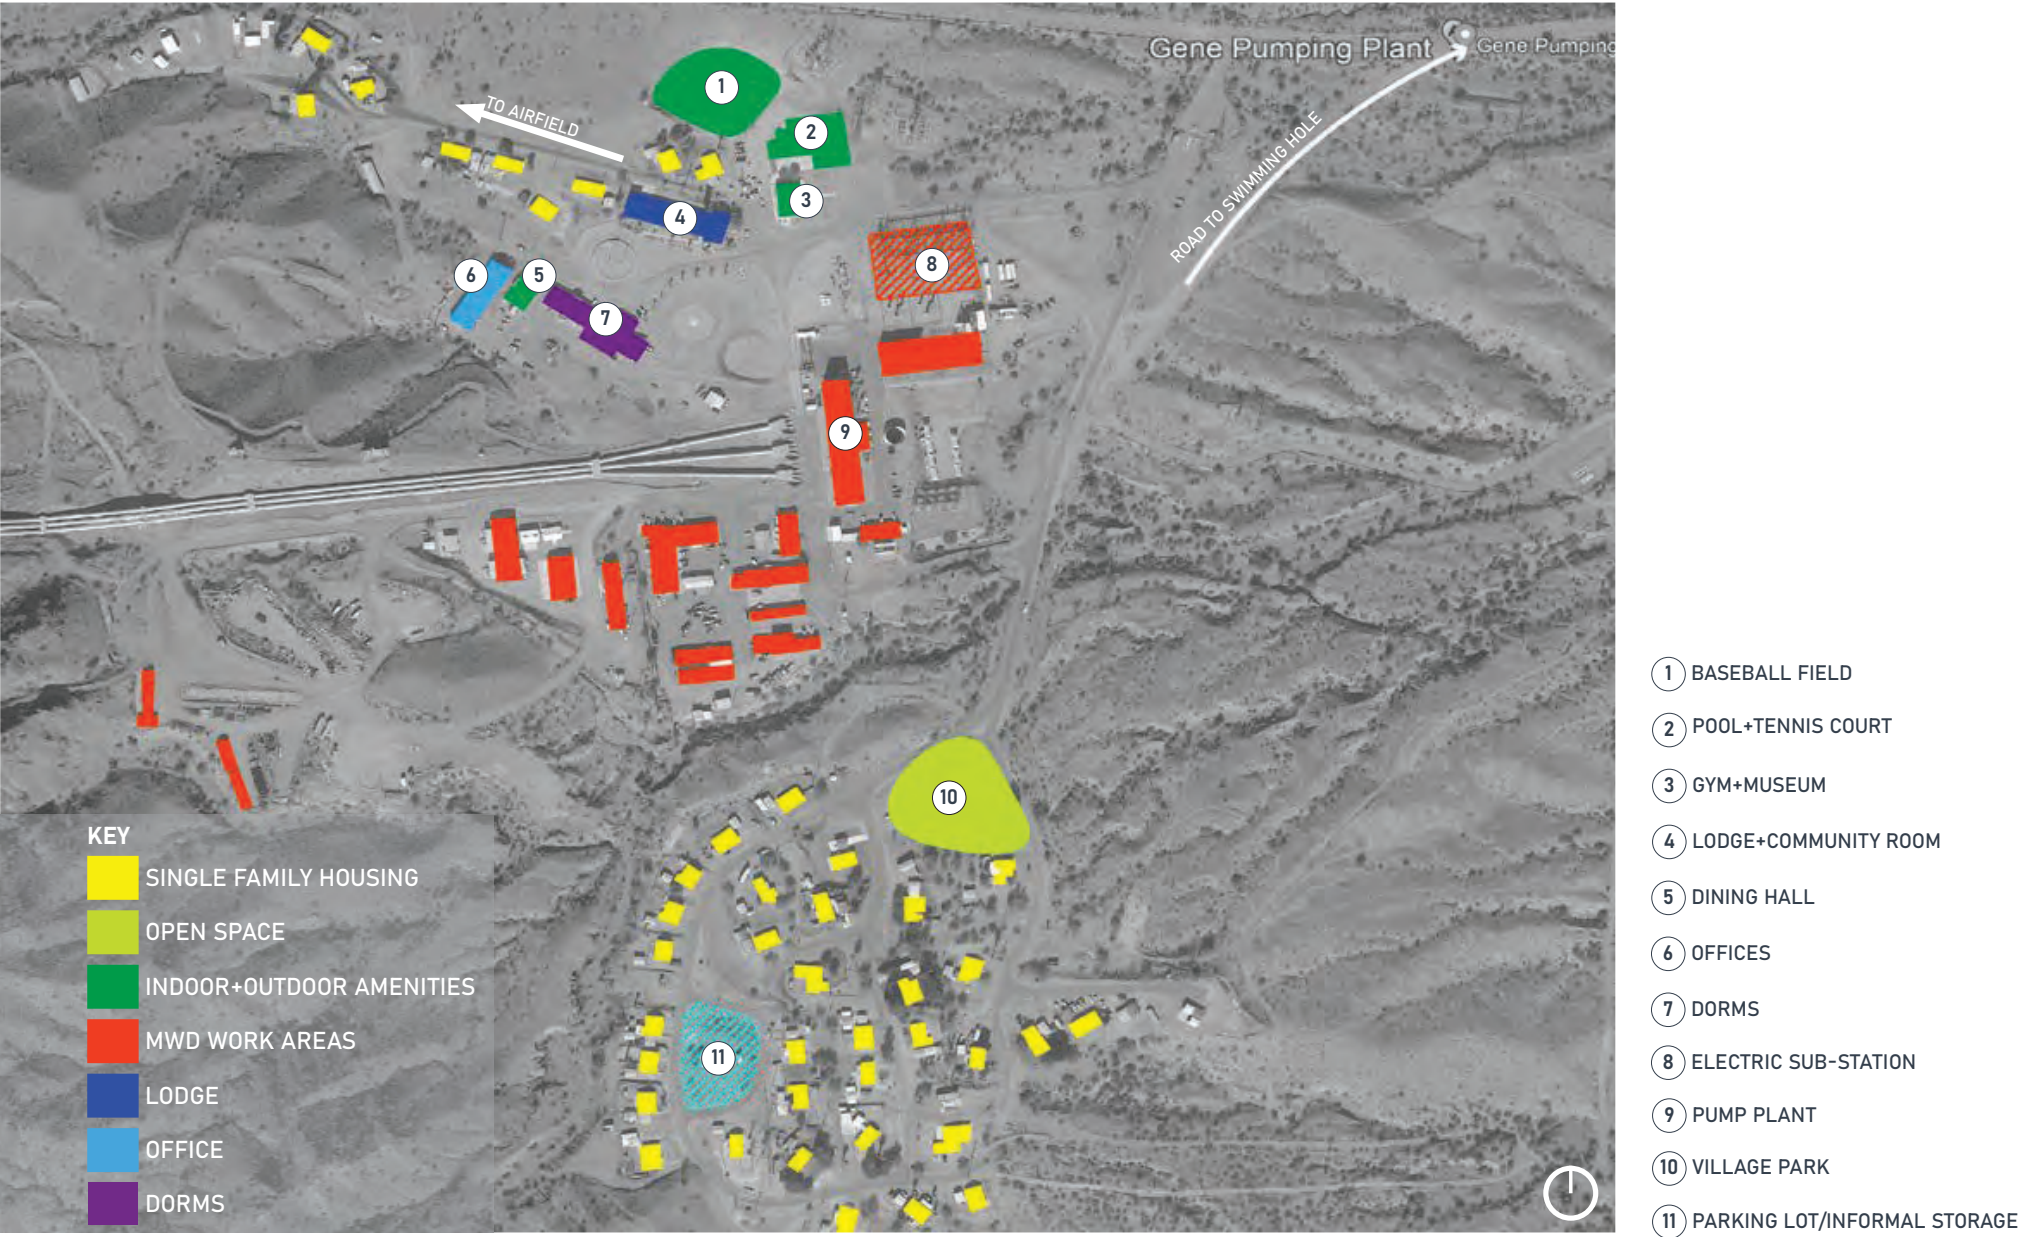 Gene Pumping Plant
Gene Pumping
TO AIRFIELD
ROAD TO SWIMMING HOLE
1
2
3
4
5
6
7
8
9
10
11
KEY
SINGLE FAMILY HOUSING
OPEN SPACE
INDOOR+OUTDOOR AMENITIES
MWD WORK AREAS
LODGE
OFFICE
DORMS
1 BASEBALL FIELD
2 POOL+TENNIS COURT
3 GYM+MUSEUM
4 LODGE+COMMUNITY ROOM
5 DINING HALL
6 OFFICES
7 DORMS
8 ELECTRIC SUB-STATION
9 PUMP PLANT
10 VILLAGE PARK
11 PARKING LOT/INFORMAL STORAGE